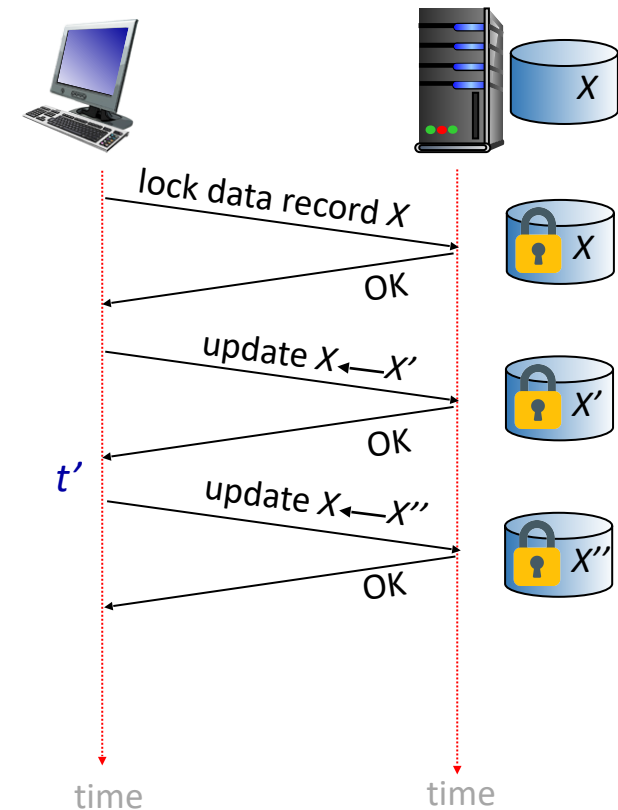 X
lock data record X
X
OK
update X←X’
X’
OK
t’
update X←X’’
X’’
OK
time
time